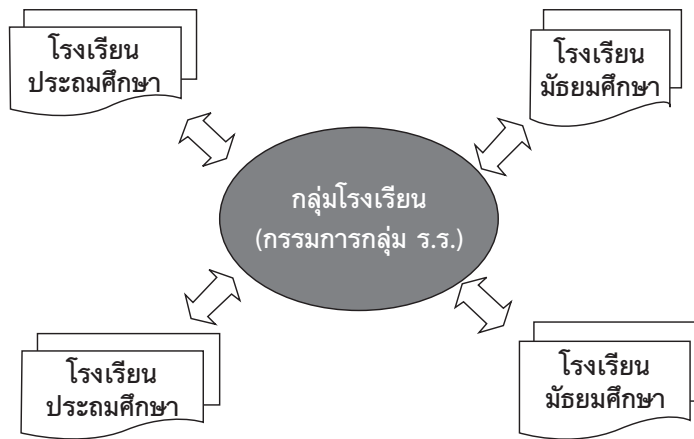 โรงเรียน
ประถมศึกษา
โรงเรียน
มัธยมศึกษา
กลุ่มโรงเรียน
(กรรมการกลุ่ม ร.ร.)
โรงเรียน
ประถมศึกษา
โรงเรียน
มัธยมศึกษา